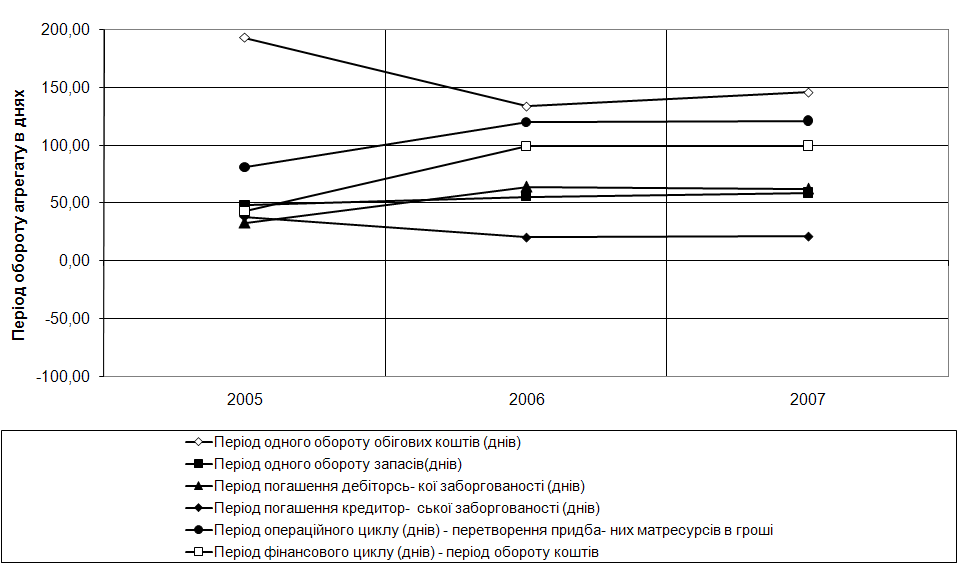 Період обороту агрегату в днях
200,00
150,00
100,00
50,00
0,00
-50,00
-100,00
2005 2006 2007
Період одного обороту обігових коштів (днів)
Період одного обороту запасів(днів)
Період погашення дебіторсь- кої заборгованості (днів)
Період погашення кредитор- ської заборгованості (днів)
Період операційного циклу (днів) - перетворення придба- них матресурсів в гроші
Період фінансового циклу (днів) - період обороту коштів